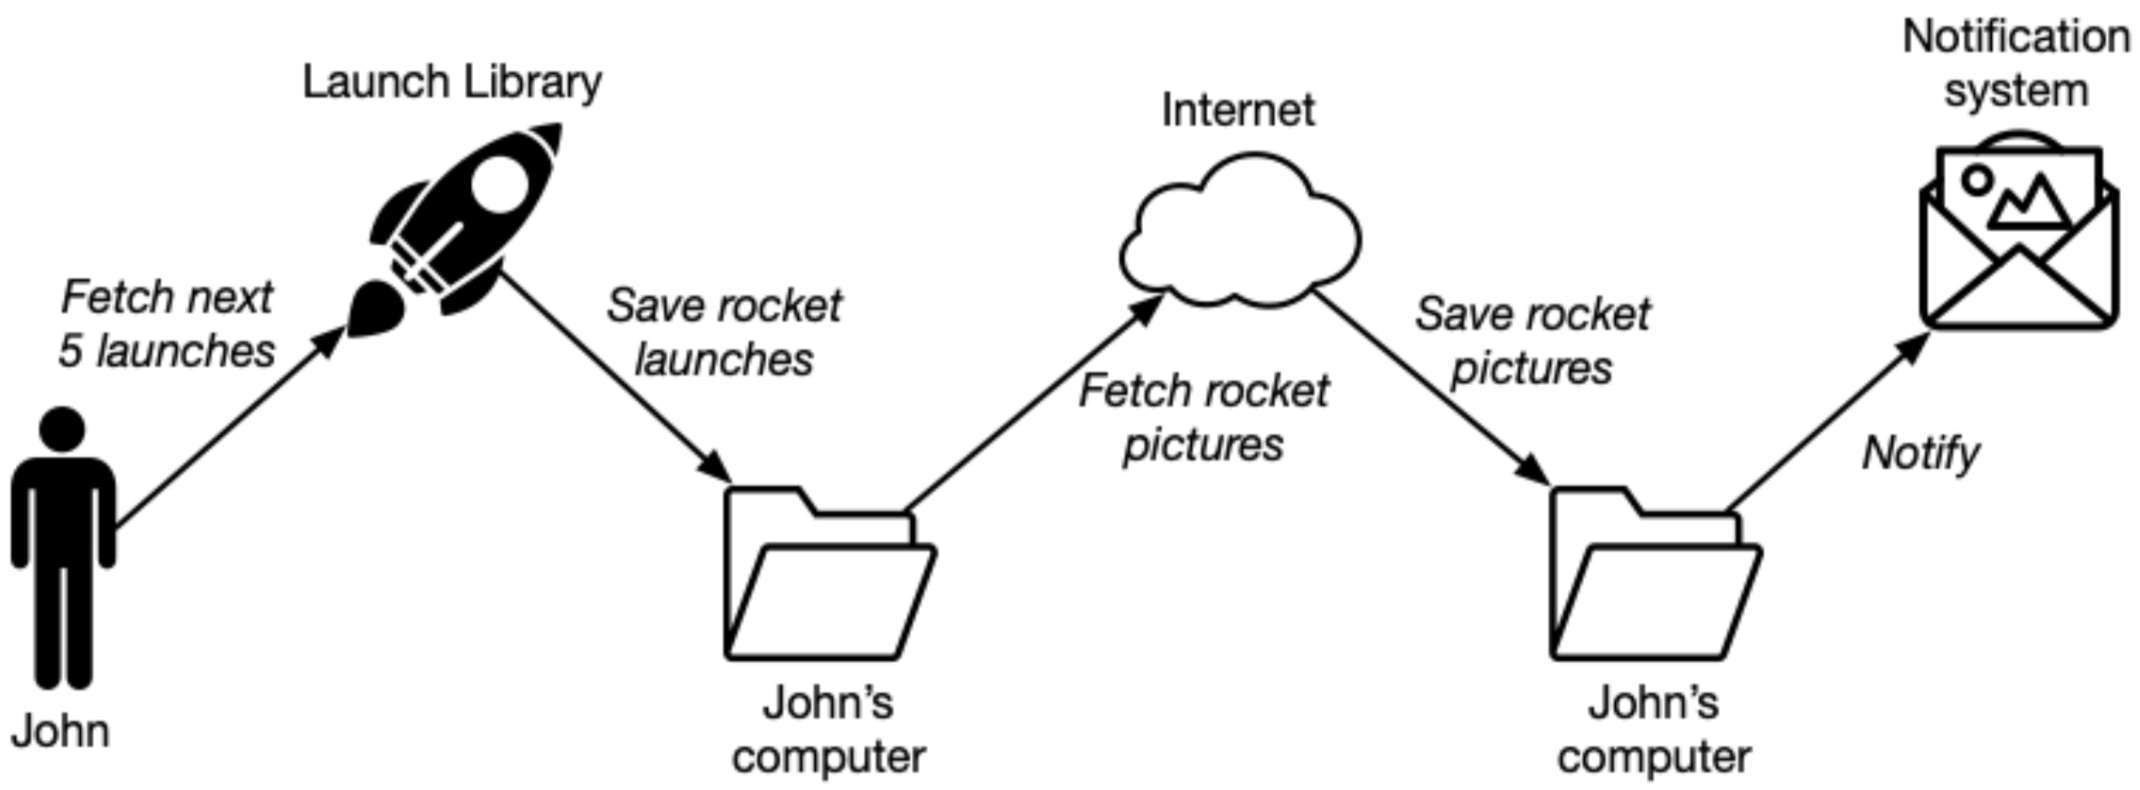 Launch Library
Fetch next
5 launches
John
Save rocket
launches
John's
computer
Internet
Fetch rocket
pictures
Save rocket
pictures
John's
computer
Notify
Notification
system